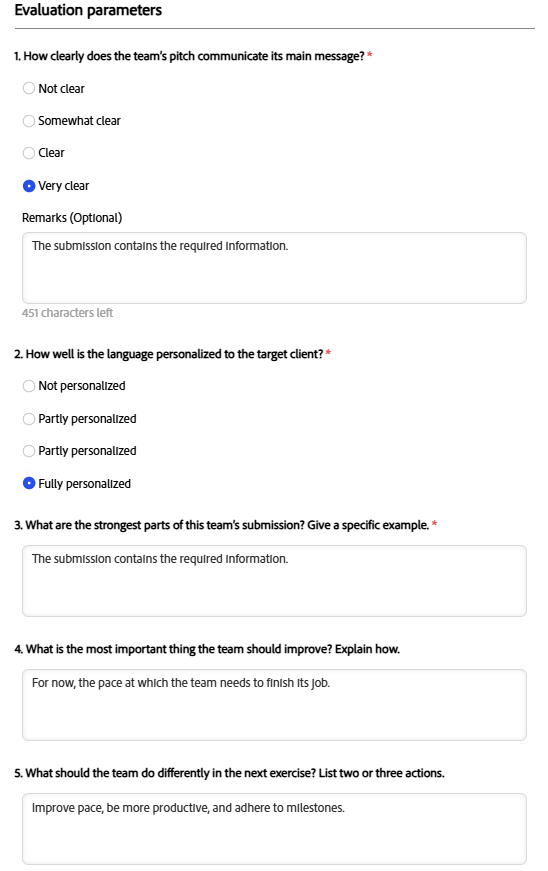 Evaluation parameters
1. How clearly does the team's pitch communicate its main message? *
Not clear
Somewhat clear
Clear
Very clear
Remarks (Optional)
The submission contains the required information.
451 characters left
2. How well is the language personalized to the target client? *
Not personalized
Partly personalized
Partly personalized
Fully personalized
3. What are the strongest parts of this team's submission? Give a specific example. *
The submission contains the required information.
4. What is the most important thing the team should improve? Explain how.
For now, the pace at which the team needs to finish its job.
5. What should the team do differently in the next exercise? List two or three actions.
Improve pace, be more productive, and adhere to milestones.